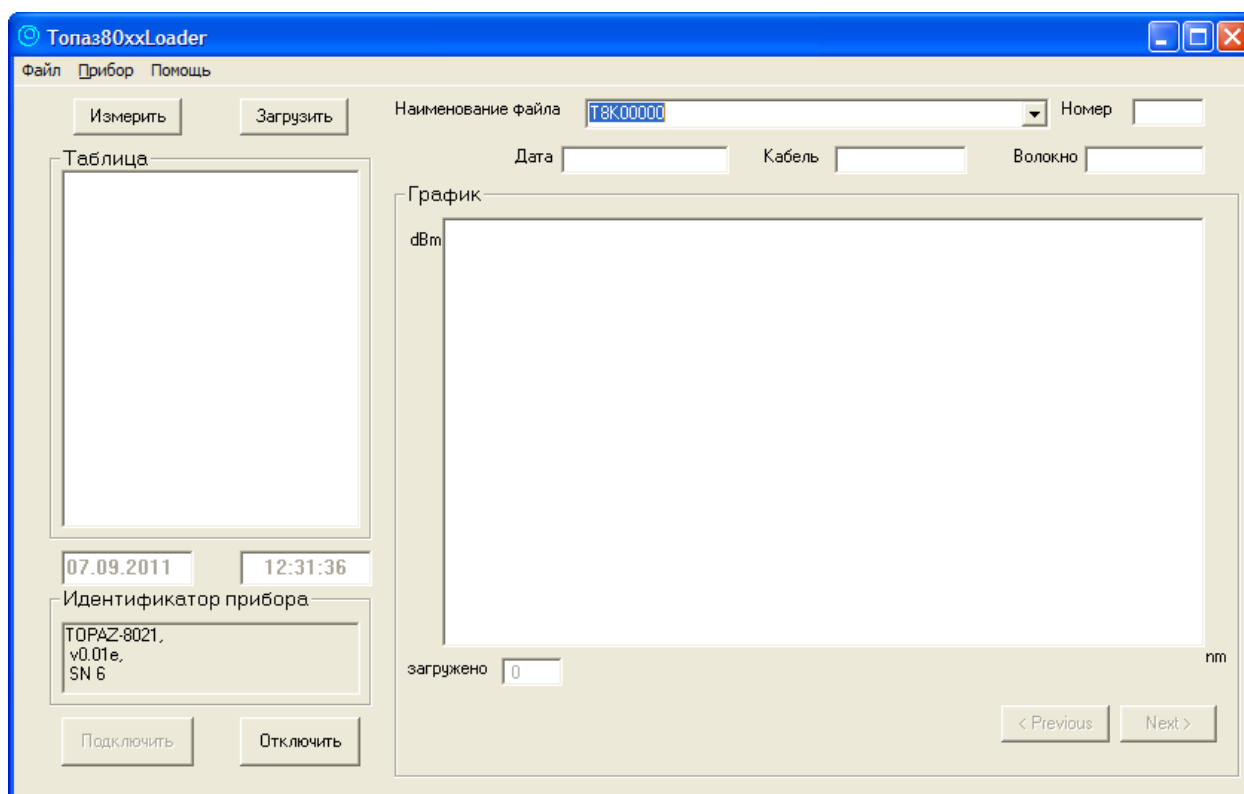 Топаз80xxLoader
Файл Прибор Помощь
Измерить Загрузить Наименование файла T8K00000 Номер
Дата Кабель Волокно
Таблица
График
dBm
07.09.2011 12:31:36
Идентификатор прибора
TOPAZ-8021,
v0.01e,
SN 6
nm
загружено 0
Подключить Отключить
< Previous Next >